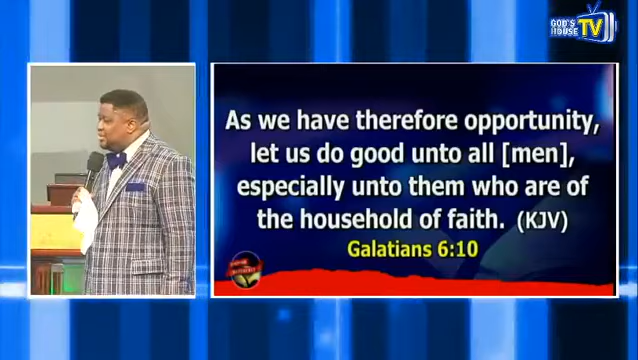 GOD'S
HOUSE TV
As we have therefore opportunity,
let us do good unto all [men],
especially unto them who are of
the household of faith. (KJV)
Galatians 6:10